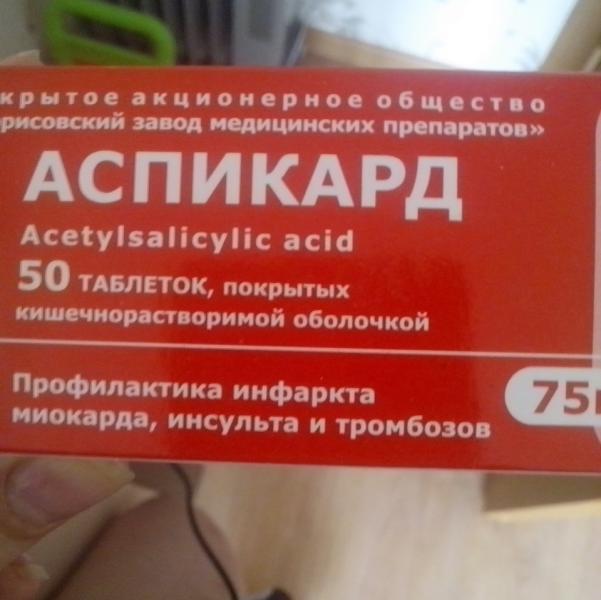 крытое акционерное общество
рисовский завод медицинских препаратов»
АСПИКАРД
Acetylsalicylic acid
50 ТАБЛЕТОК, покрытых
кишечнорастворимой оболочкой
Профилактика инфаркта
миокарда, инсульта и тромбозов
75